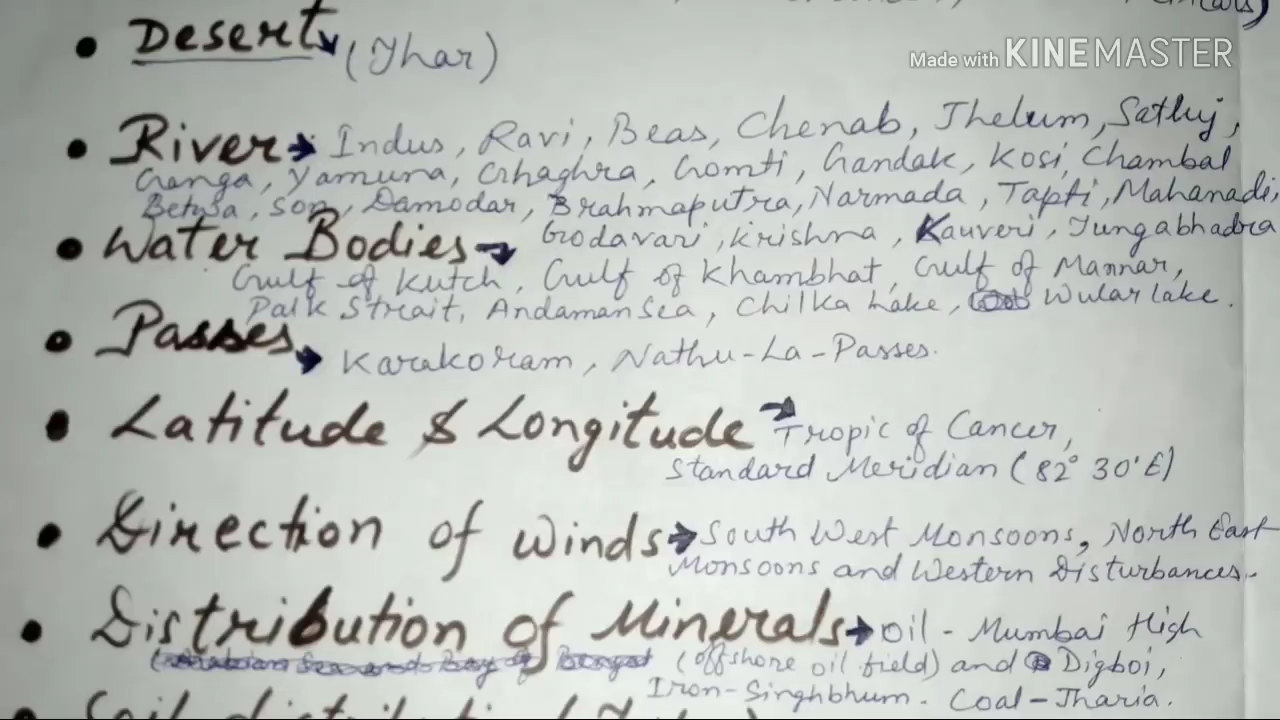 • Desert → (Thar)
Made with KINEMASTER
• River → Indus, Ravi, Beas, Chenab, Jhelum, Satluj,
Ganga, Yamuna, Ghaghra, Gomti, Gandak, Kosi, Chambal
Betwa, Son, Damodar, Brahmaputra, Narmada, Tapti, Mahanadi,
Godavari, Krishna, Kauveri, Tungabhadra
• Water Bodies →
Gulf of Kutch, Gulf of Khambhat, Gulf of Mannar,
Palk Strait, Andaman Sea, Chilka Lake, Wular lake.
• Passes → Karakoram, Nathu-La-Passes.
• Latitude & Longitude → Tropic of Cancer,
Standard Meridian (82° 30'E)
• Direction of Winds → South West Monsoons, North East
Monsoons and Western Disturbances.
• Distribution of Minerals → Oil - Mumbai High
(offshore oil field) and Digboi,
Iron-Singhbhum. Coal-Jharia.